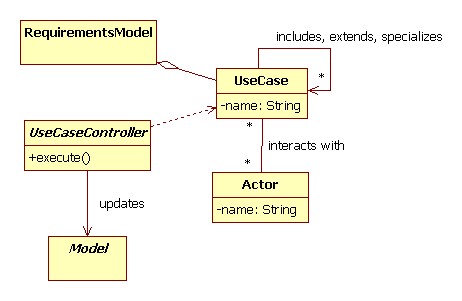 RequirementsModel
includes, extends, specializes
*
UseCase
-name: String
*
UseCaseController
+execute()
interacts with
*
Actor
-name: String
updates
Model